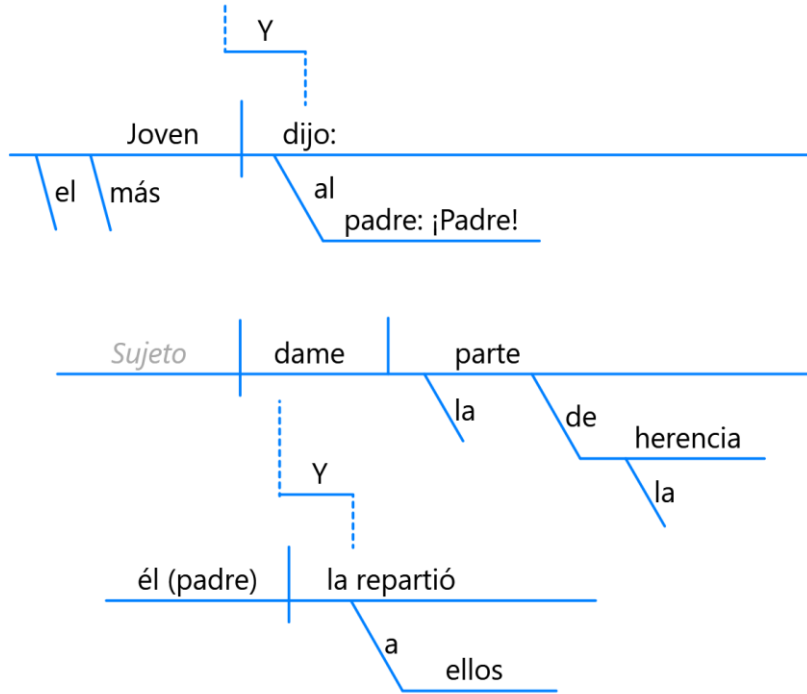 Y
Joven dijo:
el más al
padre: ¡Padre!
Sujeto dame parte
la de
herencia
la
Y
él (padre) la repartió
a
ellos